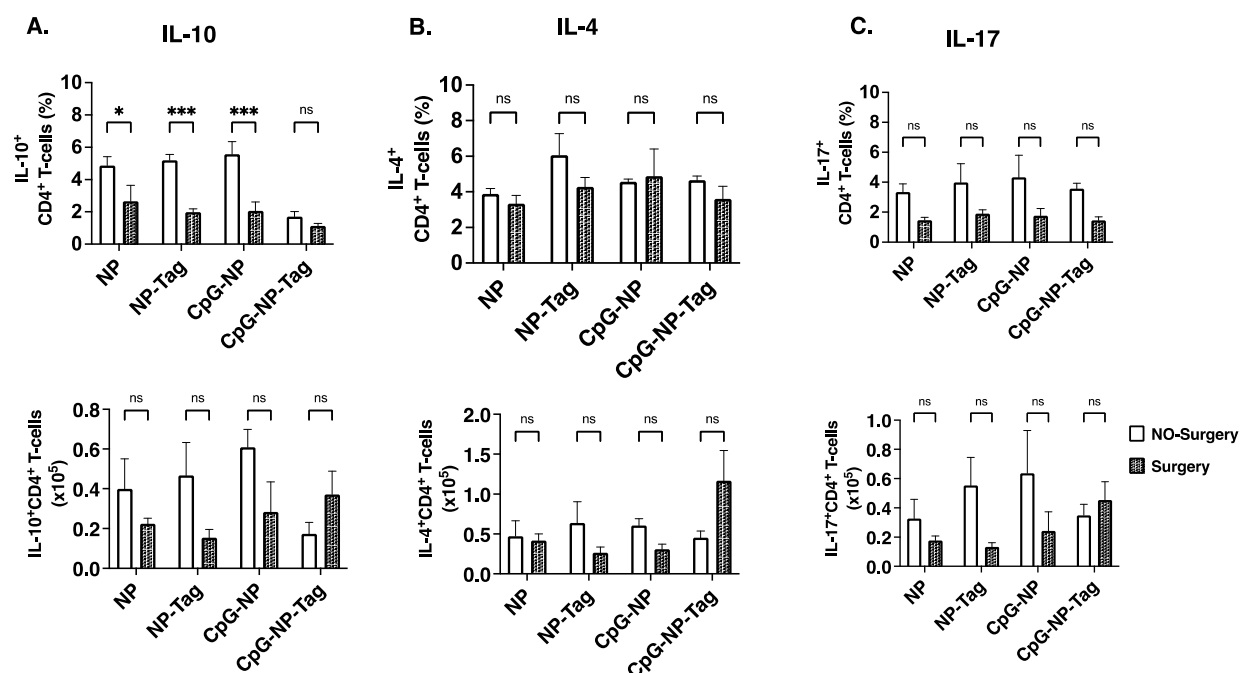 A.
IL-10
IL-10⁺
CD4⁺ T-cells (%)
10
8
6
4
2
0
*
***
***
ns
NP
NP-Tag
CpG-NP
CpG-NP-Tag
IL-10⁺CD4⁺ T-cells
(x10⁵)
0.8
0.6
0.4
0.2
0.0
ns
ns
ns
ns
NP
NP-Tag
CpG-NP
CpG-NP-Tag
B.
IL-4
IL-4⁺
CD4⁺ T-cells (%)
10
8
6
4
2
0
ns
ns
ns
ns
NP
NP-Tag
CpG-NP
CpG-NP-Tag
IL-4⁺CD4⁺ T-cells
(x10⁵)
2.0
1.5
1.0
0.5
0.0
ns
ns
ns
ns
NP
NP-Tag
CpG-NP
CpG-NP-Tag
C.
IL-17
IL-17⁺
CD4⁺ T-cells (%)
10
8
6
4
2
0
ns
ns
ns
ns
NP
NP-Tag
CpG-NP
CpG-NP-Tag
IL-17⁺CD4⁺ T-cells
(x10⁵)
1.0
0.8
0.6
0.4
0.2
0.0
ns
ns
ns
ns
NP
NP-Tag
CpG-NP
CpG-NP-Tag
NO-Surgery
Surgery